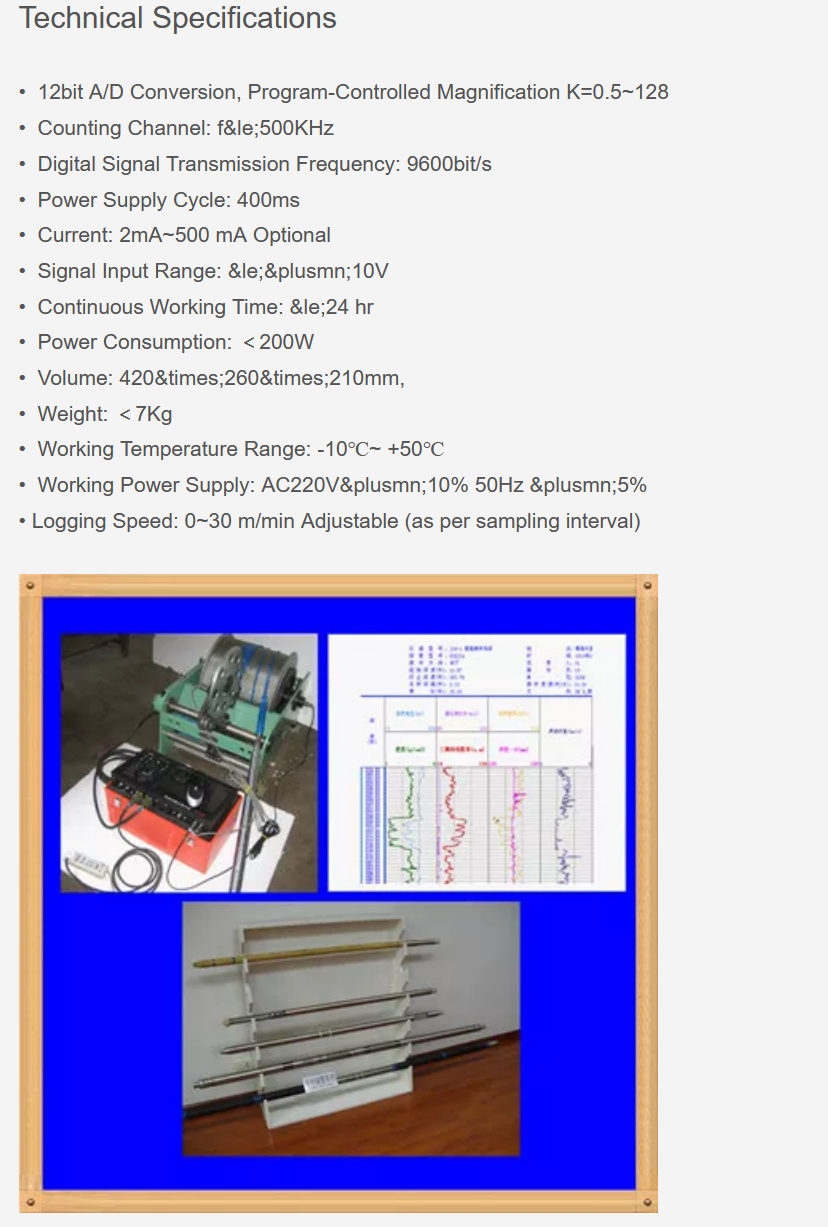 Technical Specifications
• 12bit A/D Conversion, Program-Controlled Magnification K=0.5~128
• Counting Channel: f&le;500KHz
• Digital Signal Transmission Frequency: 9600bit/s
• Power Supply Cycle: 400ms
• Current: 2mA~500 mA Optional
• Signal Input Range: &le;&plusmn;10V
• Continuous Working Time: &le;24 hr
• Power Consumption: ＜200W
• Volume: 420&times;260&times;210mm,
• Weight: ＜7Kg
• Working Temperature Range: -10℃~ +50℃
• Working Power Supply: AC220V&plusmn;10% 50Hz &plusmn;5%
• Logging Speed: 0~30 m/min Adjustable (as per sampling interval)